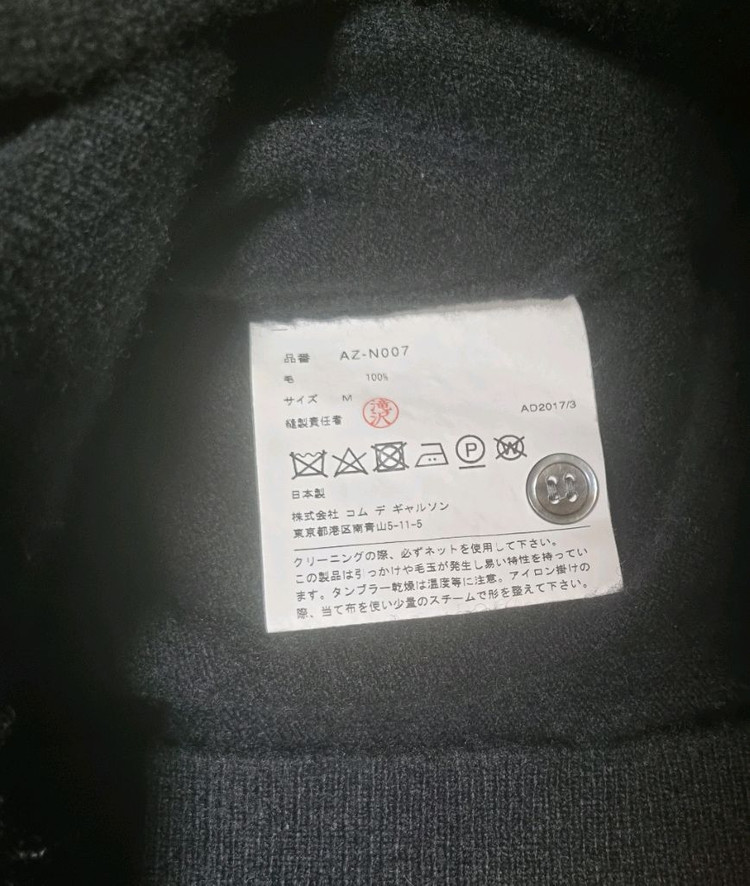 品番 AZ-N007
毛 100%
サイズ M
縫製責任者 滝沢
AD2017/3
P
W
日本製
株式会社 コム デ ギャルソン
東京都港区南青山5-11-5
クリーニングの際、必ずネットを使用して下さい。
この製品は引っかけや毛玉が発生し易い特性を持ってい
ます。タンブラー乾燥は温度等に注意。アイロン掛けの
際、当て布を使い少量のスチームで形を整えて下さい。